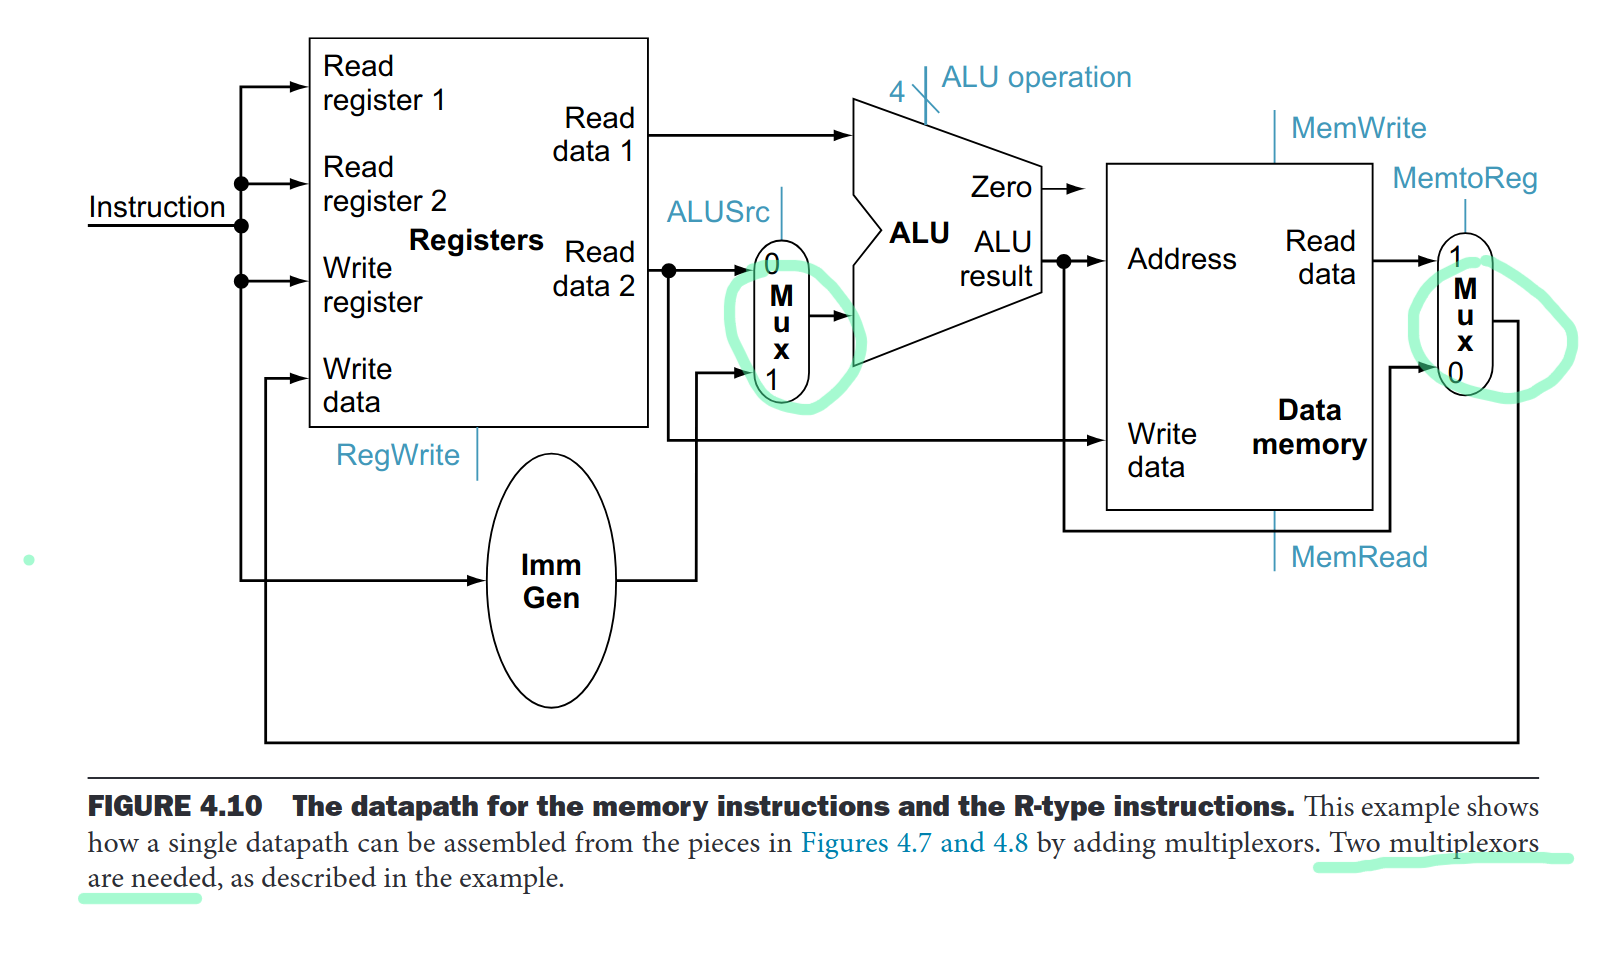 Read
register 1
Read
register 2
Write
register
Write
data
Registers
Read
data 1
Read
data 2
Instruction
RegWrite
Imm
Gen
ALUSrc
0
M
u
x
1
4
ALU operation
Zero
ALU
ALU
result
MemWrite
Address
Read
data
Write
data
Data
memory
MemRead
MemtoReg
1
M
u
x
0
FIGURE 4.10 The datapath for the memory instructions and the R-type instructions. This example shows
how a single datapath can be assembled from the pieces in Figures 4.7 and 4.8 by adding multiplexors. Two multiplexors
are needed, as described in the example.